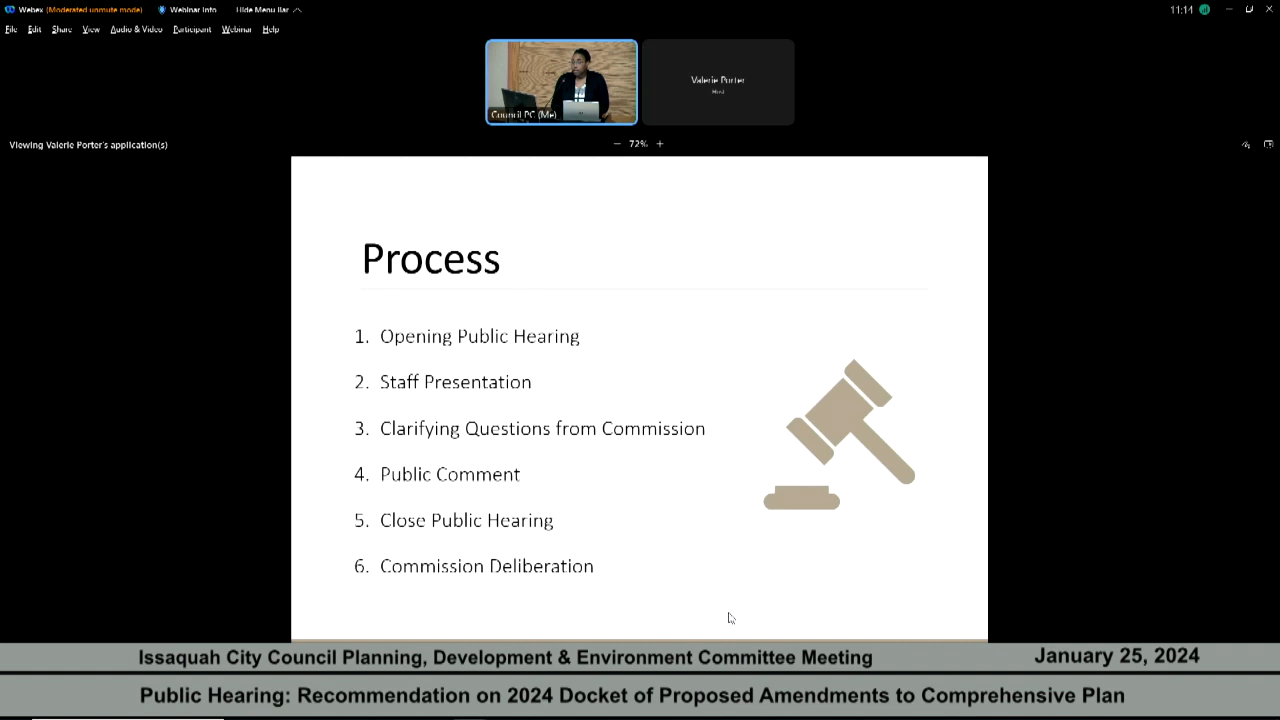 Webex (Moderated unmute mode) Webinar Info Hide Menu Bar 11:14
File Edit Share View Audio & Video Participant Webinar Help
Council PC (Me)
Valerie Porter
Host
Viewing Valerie Porter's application(s)
72%
Process
1. Opening Public Hearing
2. Staff Presentation
3. Clarifying Questions from Commission
4. Public Comment
5. Close Public Hearing
6. Commission Deliberation
Issaquah City Council Planning, Development & Environment Committee Meeting January 25, 2024
Public Hearing: Recommendation on 2024 Docket of Proposed Amendments to Comprehensive Plan